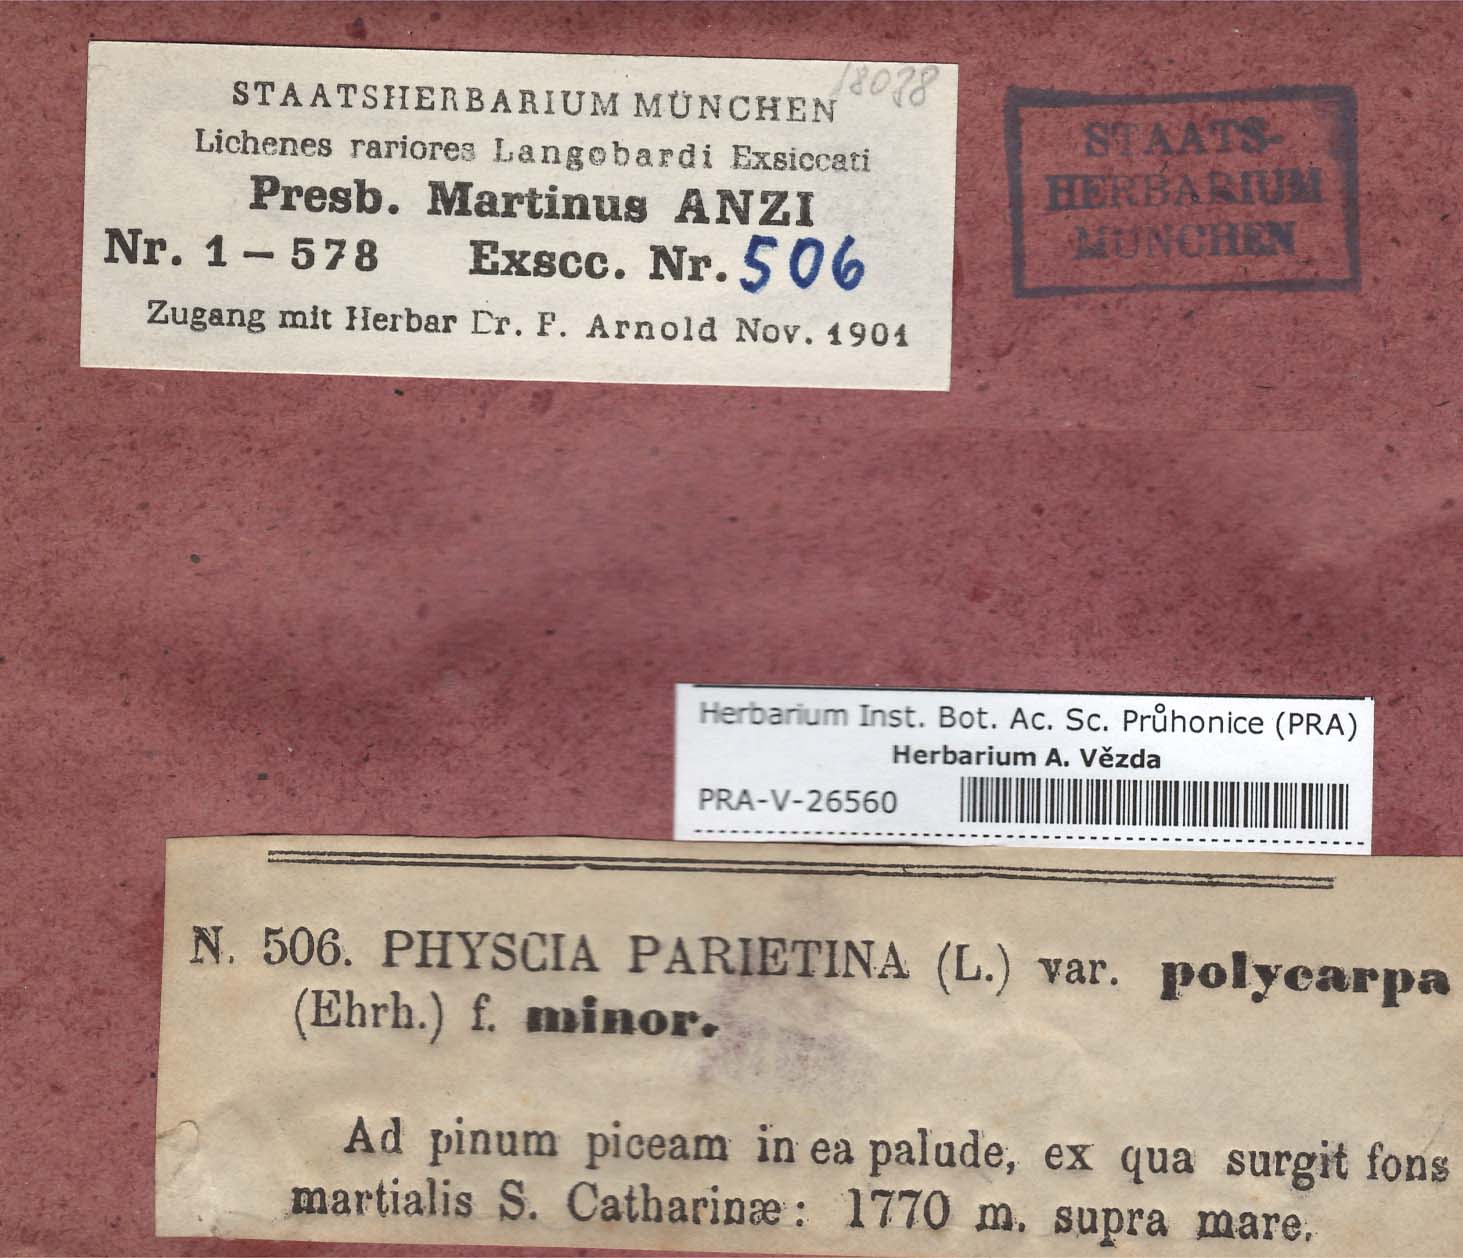 18038
STAATSHERBARIUM MÜNCHEN
Lichenes rariores Langobardi Exsiccati
Presb. Martinus ANZI
Nr. 1 – 578 Exscc. Nr. 506
Zugang mit Herbar Dr. F. Arnold Nov. 1901
STAATS-
HERBARIUM
MÜNCHEN
Herbarium Inst. Bot. Ac. Sc. Průhonice (PRA)
Herbarium A. Vězda
PRA-V-26560
N. 506. PHYSCIA PARIETINA (L.) var. polycarpa
(Ehrh.) f. minor.
Ad pinum piceam in ea palude, ex qua surgit fons
martialis S. Catharinæ: 1770 m. supra mare.